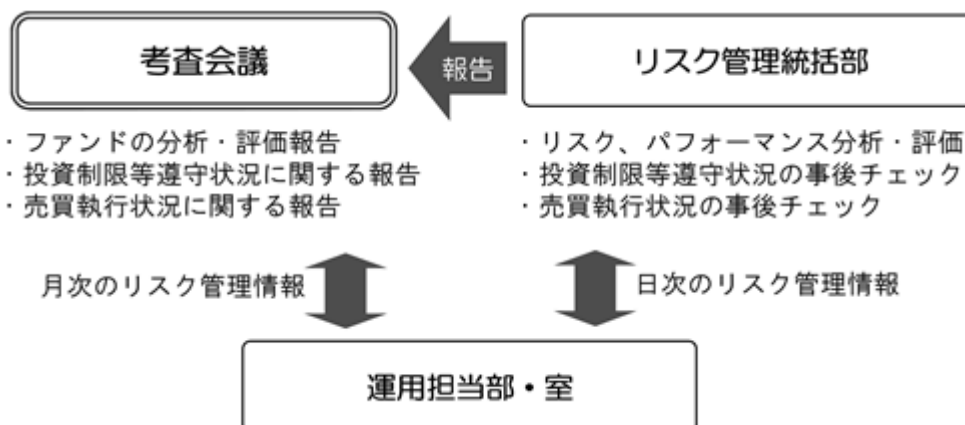 考査会議
報告
リスク管理統括部
・ファンドの分析・評価報告
・投資制限等遵守状況に関する報告
・売買執行状況に関する報告
・リスク、パフォーマンス分析・評価
・投資制限等遵守状況の事後チェック
・売買執行状況の事後チェック
月次のリスク管理情報
日次のリスク管理情報
運用担当部・室